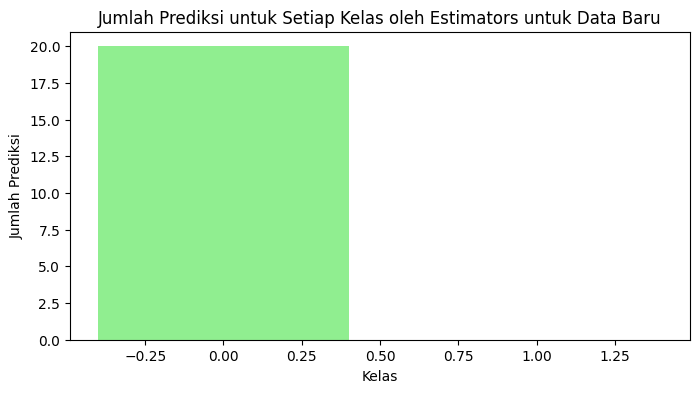 Jumlah Prediksi untuk Setiap Kelas oleh Estimators untuk Data Baru
20.0
17.5
15.0
12.5
10.0
7.5
5.0
2.5
0.0
Jumlah Prediksi
−0.25 0.00 0.25 0.50 0.75 1.00 1.25
Kelas